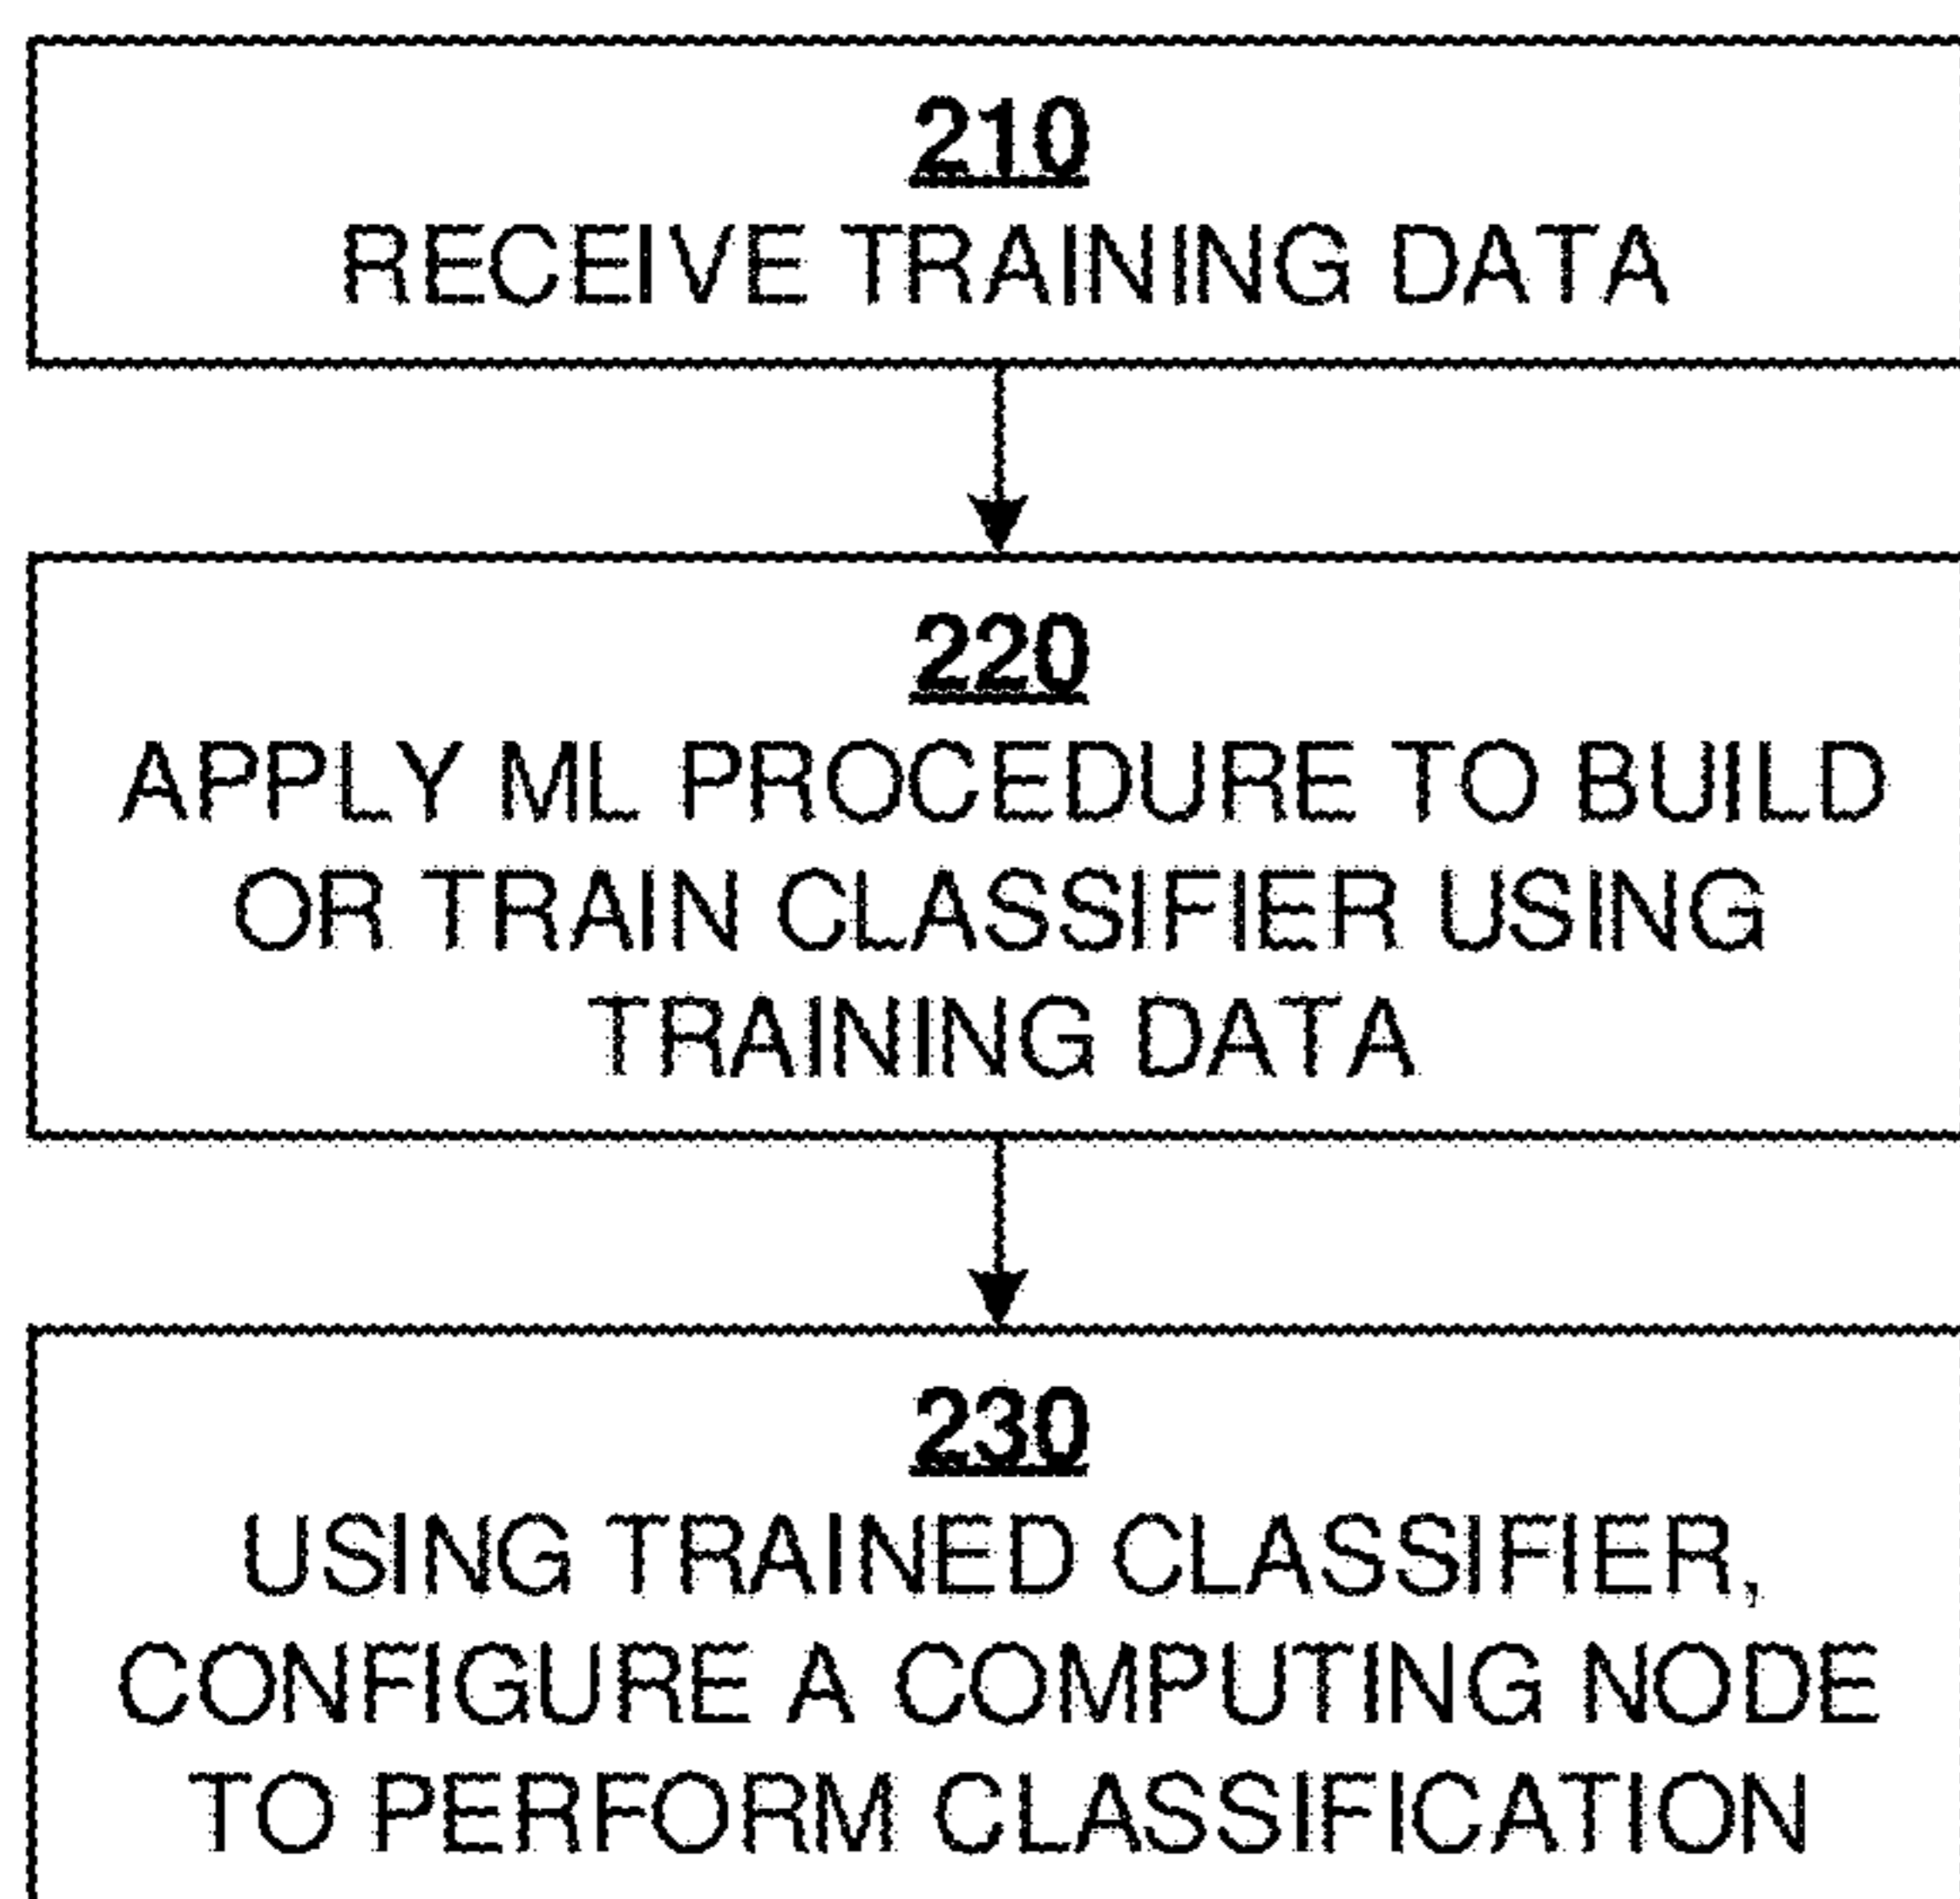 210
RECEIVE TRAINING DATA
220
APPLY ML PROCEDURE TO BUILD
OR TRAIN CLASSIFIER USING
TRAINING DATA
230
USING TRAINED CLASSIFIER,
CONFIGURE A COMPUTING NODE
TO PERFORM CLASSIFICATION